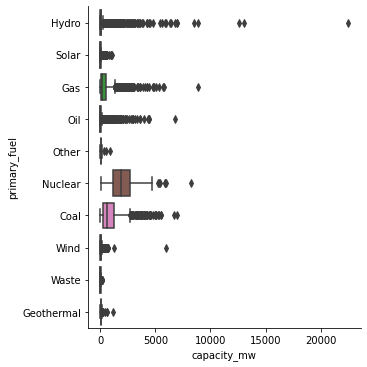 Hydro
Solar
Gas
Oil
Other
Nuclear
Coal
Wind
Waste
Geothermal
primary_fuel
0 5000 10000 15000 20000
capacity_mw